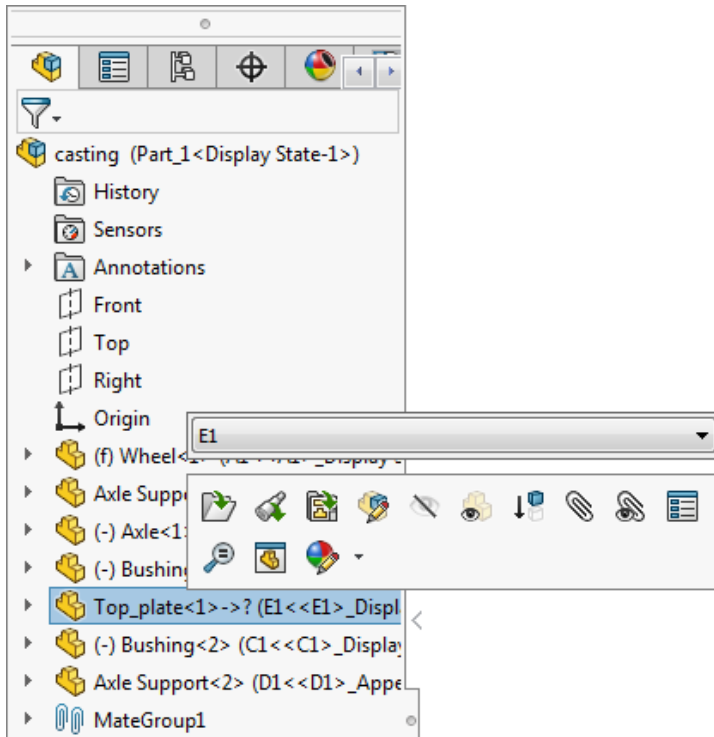 casting (Part_1<Display State-1>)
History
Sensors
Annotations
Front
Top
Right
Origin
E1
(f) Wheel<1>
Axle Supp
(-) Axle<1>
(-) Bushing
Top_plate<1>->? (E1<<E1>_Displ
(-) Bushing<2> (C1<<C1>_Display
Axle Support<2> (D1<<D1>_Appe
MateGroup1